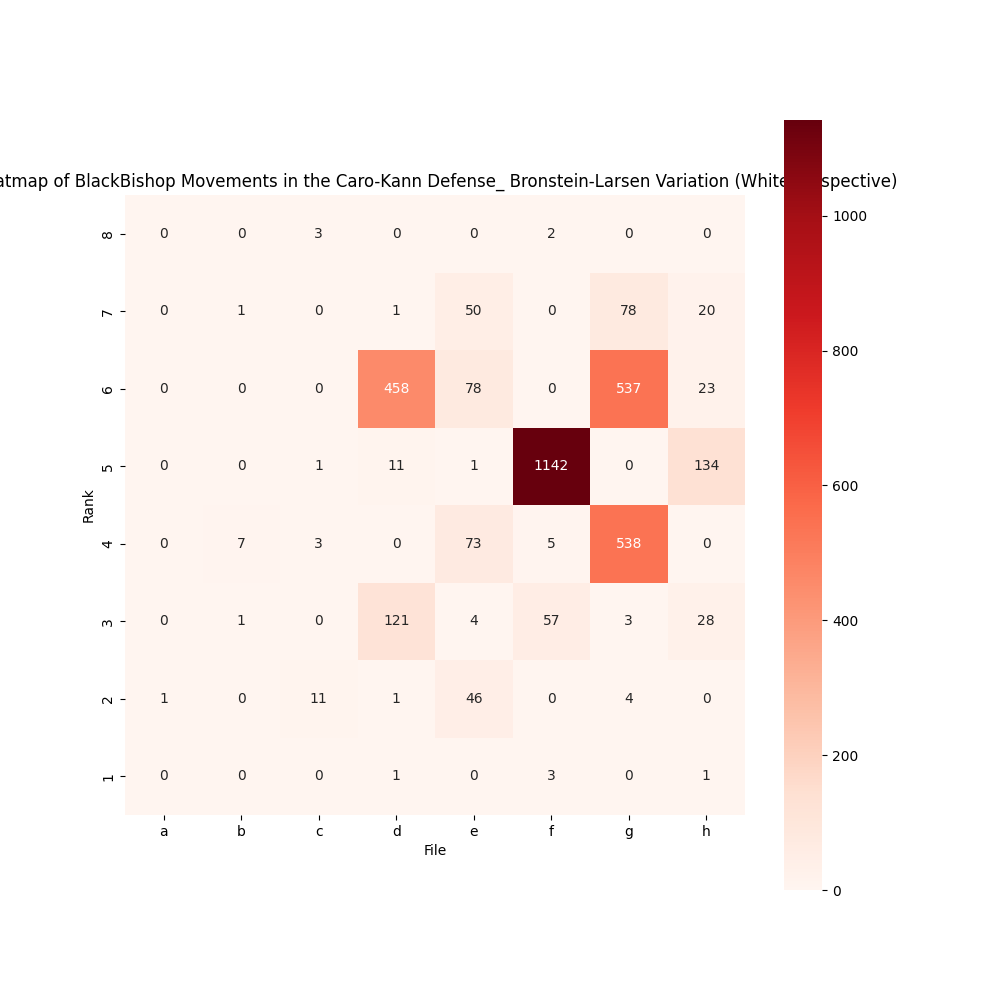 atmap of BlackBishop Movements in the Caro-Kann Defense_ Bronstein-Larsen Variation (White spective)
8 0 0 3 0 0 2 0 0
7 0 1 0 1 50 0 78 20
6 0 0 0 458 78 0 537 23
5 0 0 1 11 1 1142 0 134
4 0 7 3 0 73 5 538 0
3 0 1 0 121 4 57 3 28
2 1 0 11 1 46 0 4 0
1 0 0 0 1 0 3 0 1
a b c d e f g h
File
Rank
1000
800
600
400
200
0